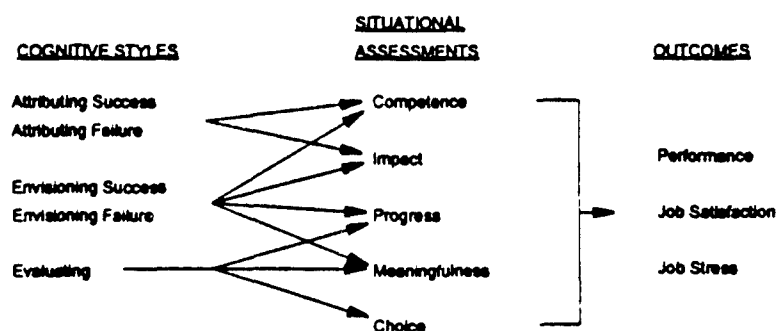 COGNITIVE STYLES
Attributing Success
Attributing Failure
Envisioning Success
Envisioning Failure
Evaluating
SITUATIONAL
ASSESSMENTS
Competence
Impact
Progress
Meaningfulness
Choice
OUTCOMES
Performance
Job Satisfaction
Job Stress